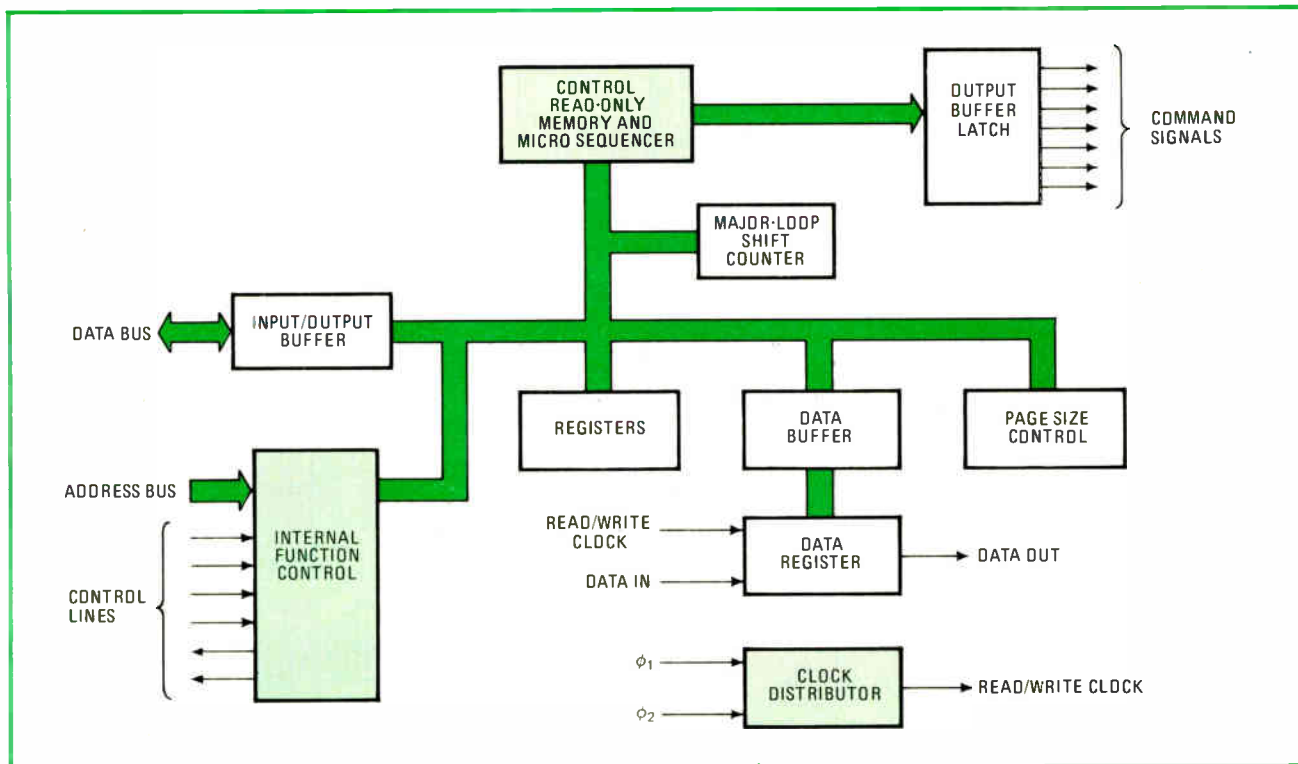 CONTROL
READ-ONLY
MEMORY AND
MICRO SEQUENCER
OUTPUT
BUFFER
LATCH
COMMAND
SIGNALS
MAJOR-LOOP
SHIFT
COUNTER
DATA BUS
INPUT/OUTPUT
BUFFER
REGISTERS
DATA
BUFFER
PAGE SIZE
CONTROL
ADDRESS BUS
INTERNAL
FUNCTION
CONTROL
CONTROL
LINES
READ/WRITE
CLOCK
DATA IN
DATA
REGISTER
DATA OUT
ϕ1
ϕ2
CLOCK
DISTRIBUTOR
READ/WRITE CLOCK